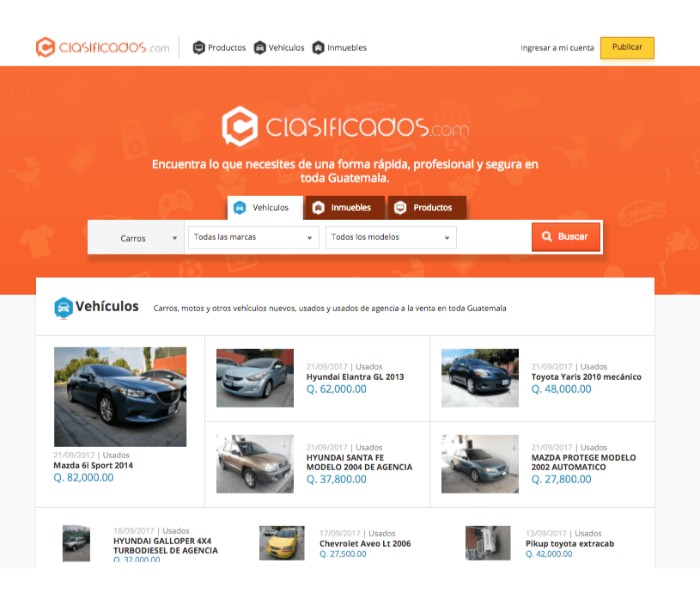 Clasificados.com
Productos
Vehículos
Inmuebles
Ingresar a mi cuenta
Publicar
Clasificados.com
Encuentra lo que necesites de una forma rápida, profesional y segura en
toda Guatemala.
Vehículos
Inmuebles
Productos
Carros
Todas las marcas
Todos los modelos
Buscar
Vehículos
Carros, motos y otros vehículos nuevos, usados y usados de agencia a la venta en toda Guatemala
21/09/2017 | Usados
Mazda 6i Sport 2014
Q. 82,000.00
21/09/2017 | Usados
Hyundai Elantra GL 2013
Q. 62,000.00
21/09/2017 | Usados
Toyota Yaris 2010 mecánico
Q. 48,000.00
21/09/2017 | Usados
HYUNDAI SANTA FE
MODELO 2004 DE AGENCIA
Q. 37,800.00
21/09/2017 | Usados
MAZDA PROTEGE MODELO
2002 AUTOMATICO
Q. 27,800.00
18/09/2017 | Usados
HYUNDAI GALLOPER 4X4
TURBODIESEL DE AGENCIA
Q. 32,000.00
17/09/2017 | Usados
Chevrolet Aveo Lt 2006
Q. 27,500.00
13/09/2017 | Usados
Pikup toyota extracab
Q. 42,000.00